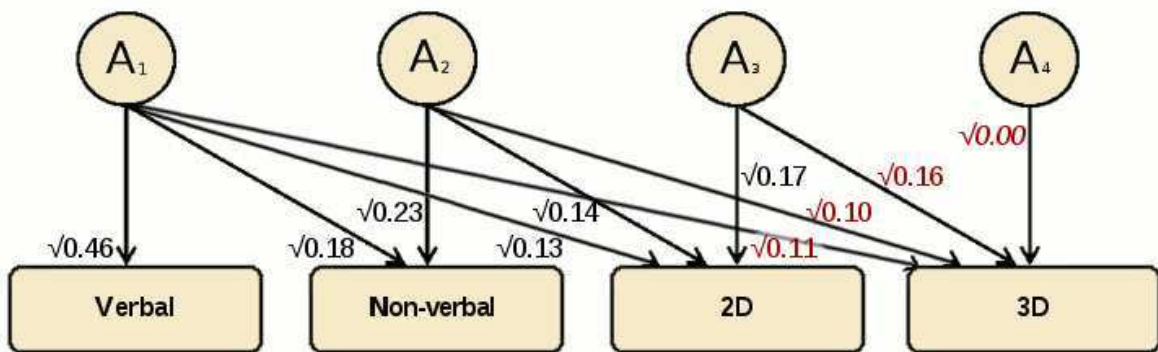 A₁ A₂ A₃ A₄
√0.00
√0.17 √0.16
√0.23 √0.14 √0.10
√0.46 √0.18 √0.13 √0.11
Verbal Non-verbal 2D 3D